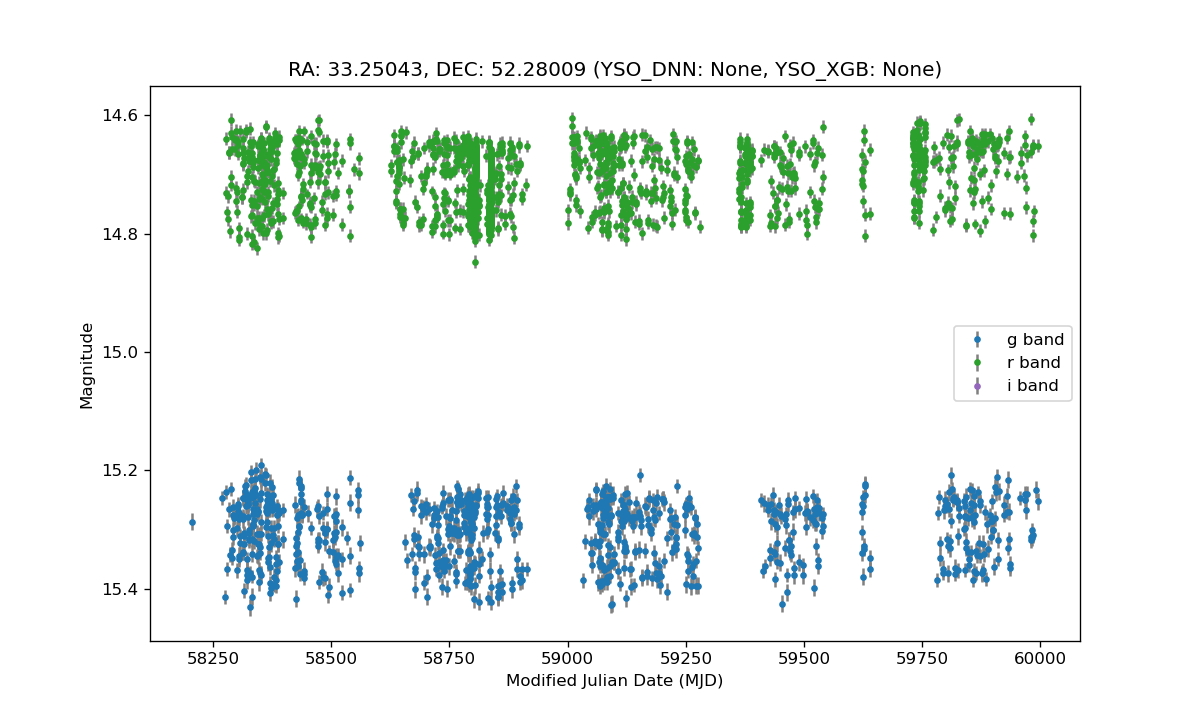 RA: 33.25043, DEC: 52.28009 (YSO_DNN: None, YSO_XGB: None)
14.6
14.8
15.0
15.2
15.4
Magnitude
g band
r band
i band
58250 58500 58750 59000 59250 59500 59750 60000
Modified Julian Date (MJD)